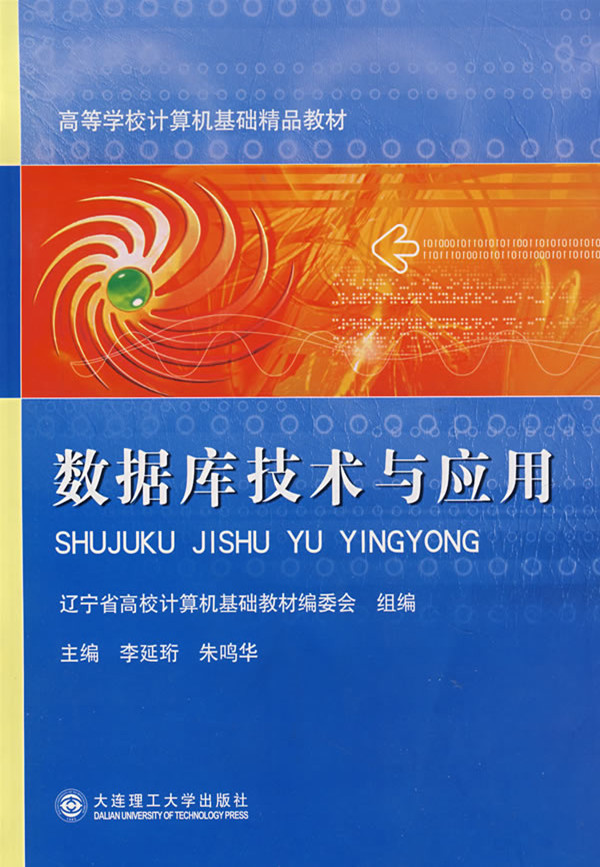 高等学校计算机基础精品教材
1010001011010101100110101010101010
数据库技术与应用
SHUJUKU JISHU YU YINGYONG
辽宁省高校计算机基础教材编委会 组编
主编 李延珩 朱鸣华
大连理工大学出版社
DALIAN UNIVERSITY OF TECHNOLOGY PRESS